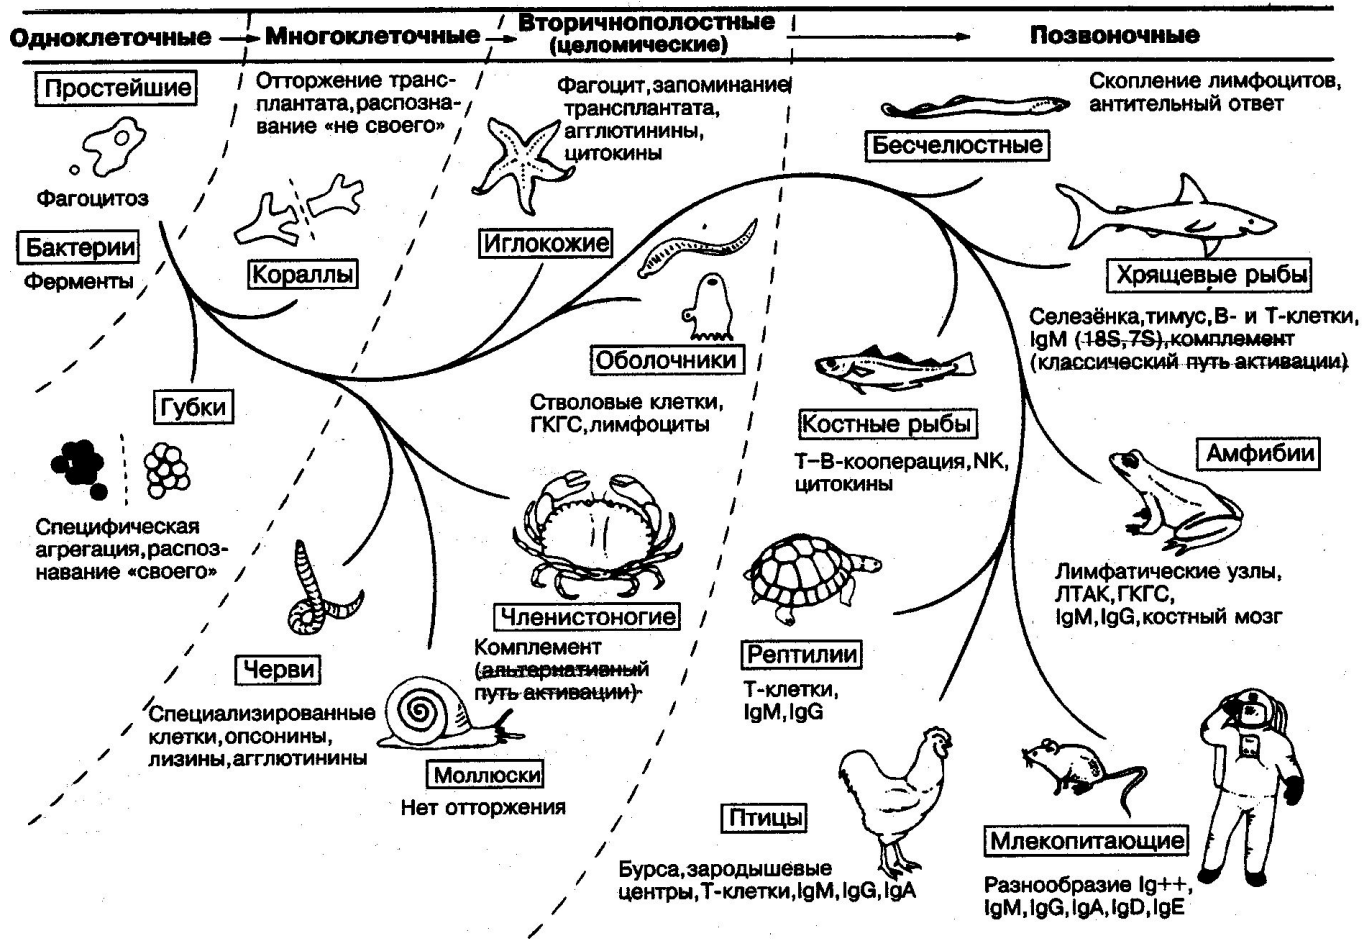 Одноклеточные
Многоклеточные
Вторичнополостные
(целомические)
Позвоночные
Простейшие
Фагоцитоз
Бактерии
Ферменты
Отторжение транс-
плантата, распозна-
вание «не своего»
Кораллы
Губки
Специфическая
агрегация, распоз-
навание «своего»
Фагоцит, запоминание
трансплантата,
агглютинины,
цитокины
Иглокожие
Оболочники
Стволовые клетки,
ГКГС, лимфоциты
Черви
Специализированные
клетки, опсонины,
лизины, агглютинины
Членистоногие
Комплемент
(альтернативный
путь активации)
Моллюски
Нет отторжения
Скопление лимфоцитов,
антительный ответ
Бесчелюстные
Хрящевые рыбы
Селезёнка, тимус, В- и Т-клетки,
IgM (18S, 7S), комплемент
(классический путь активации)
Костные рыбы
Т–В-кооперация, NK,
цитокины
Амфибии
Лимфатические узлы,
ЛТАК, ГКГС,
IgM, IgG, костный мозг
Рептилии
Т-клетки,
IgM, IgG
Птицы
Бурса, зародышевые
центры, Т-клетки, IgM, IgG, IgA
Млекопитающие
Разнообразие Ig++,
IgM, IgG, IgA, IgD, IgE